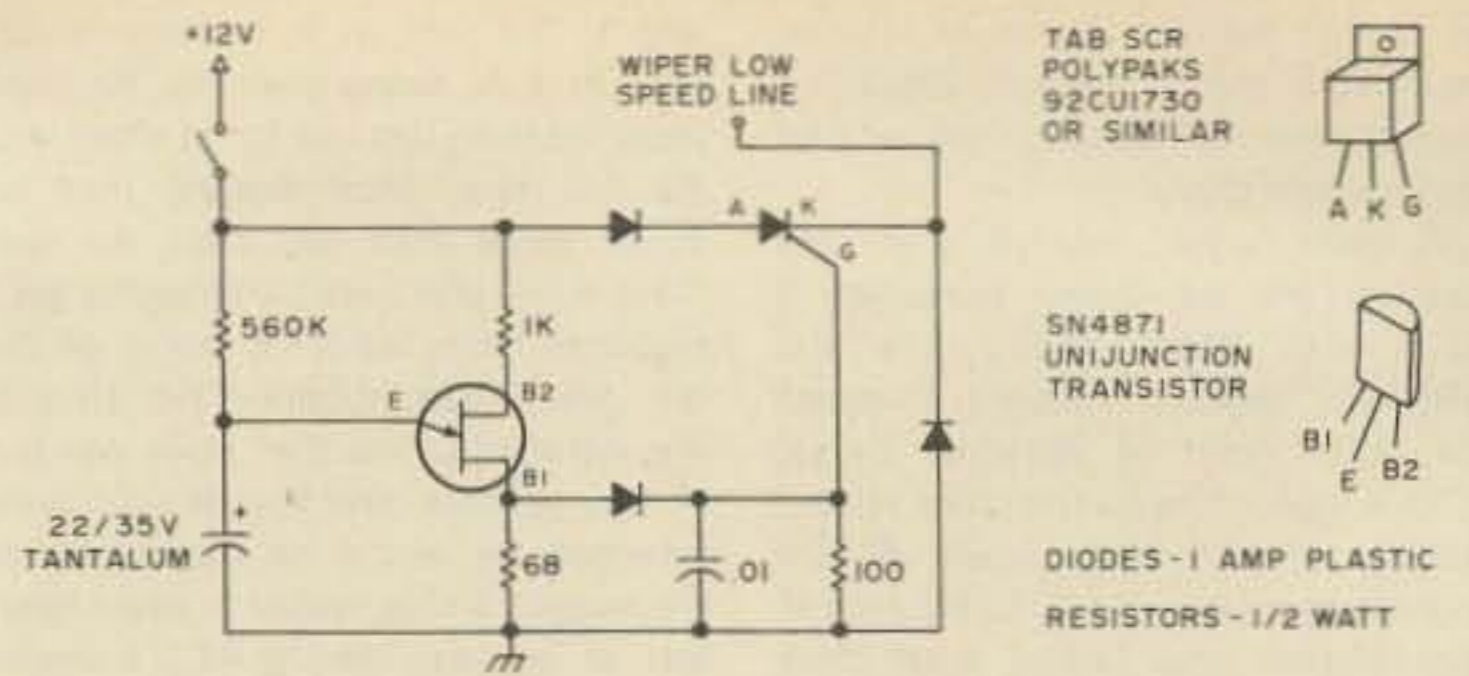 +12V
WIPER LOW
SPEED LINE
TAB SCR
POLYPAKS
92CU1730
OR SIMILAR
A K G
A K
G
560K
1K
SN4871
UNIJUNCTION
TRANSISTOR
E
B2
B1
B1
E
B2
22/35V
TANTALUM
+
68
.01
100
DIODES - 1 AMP PLASTIC
RESISTORS - 1/2 WATT